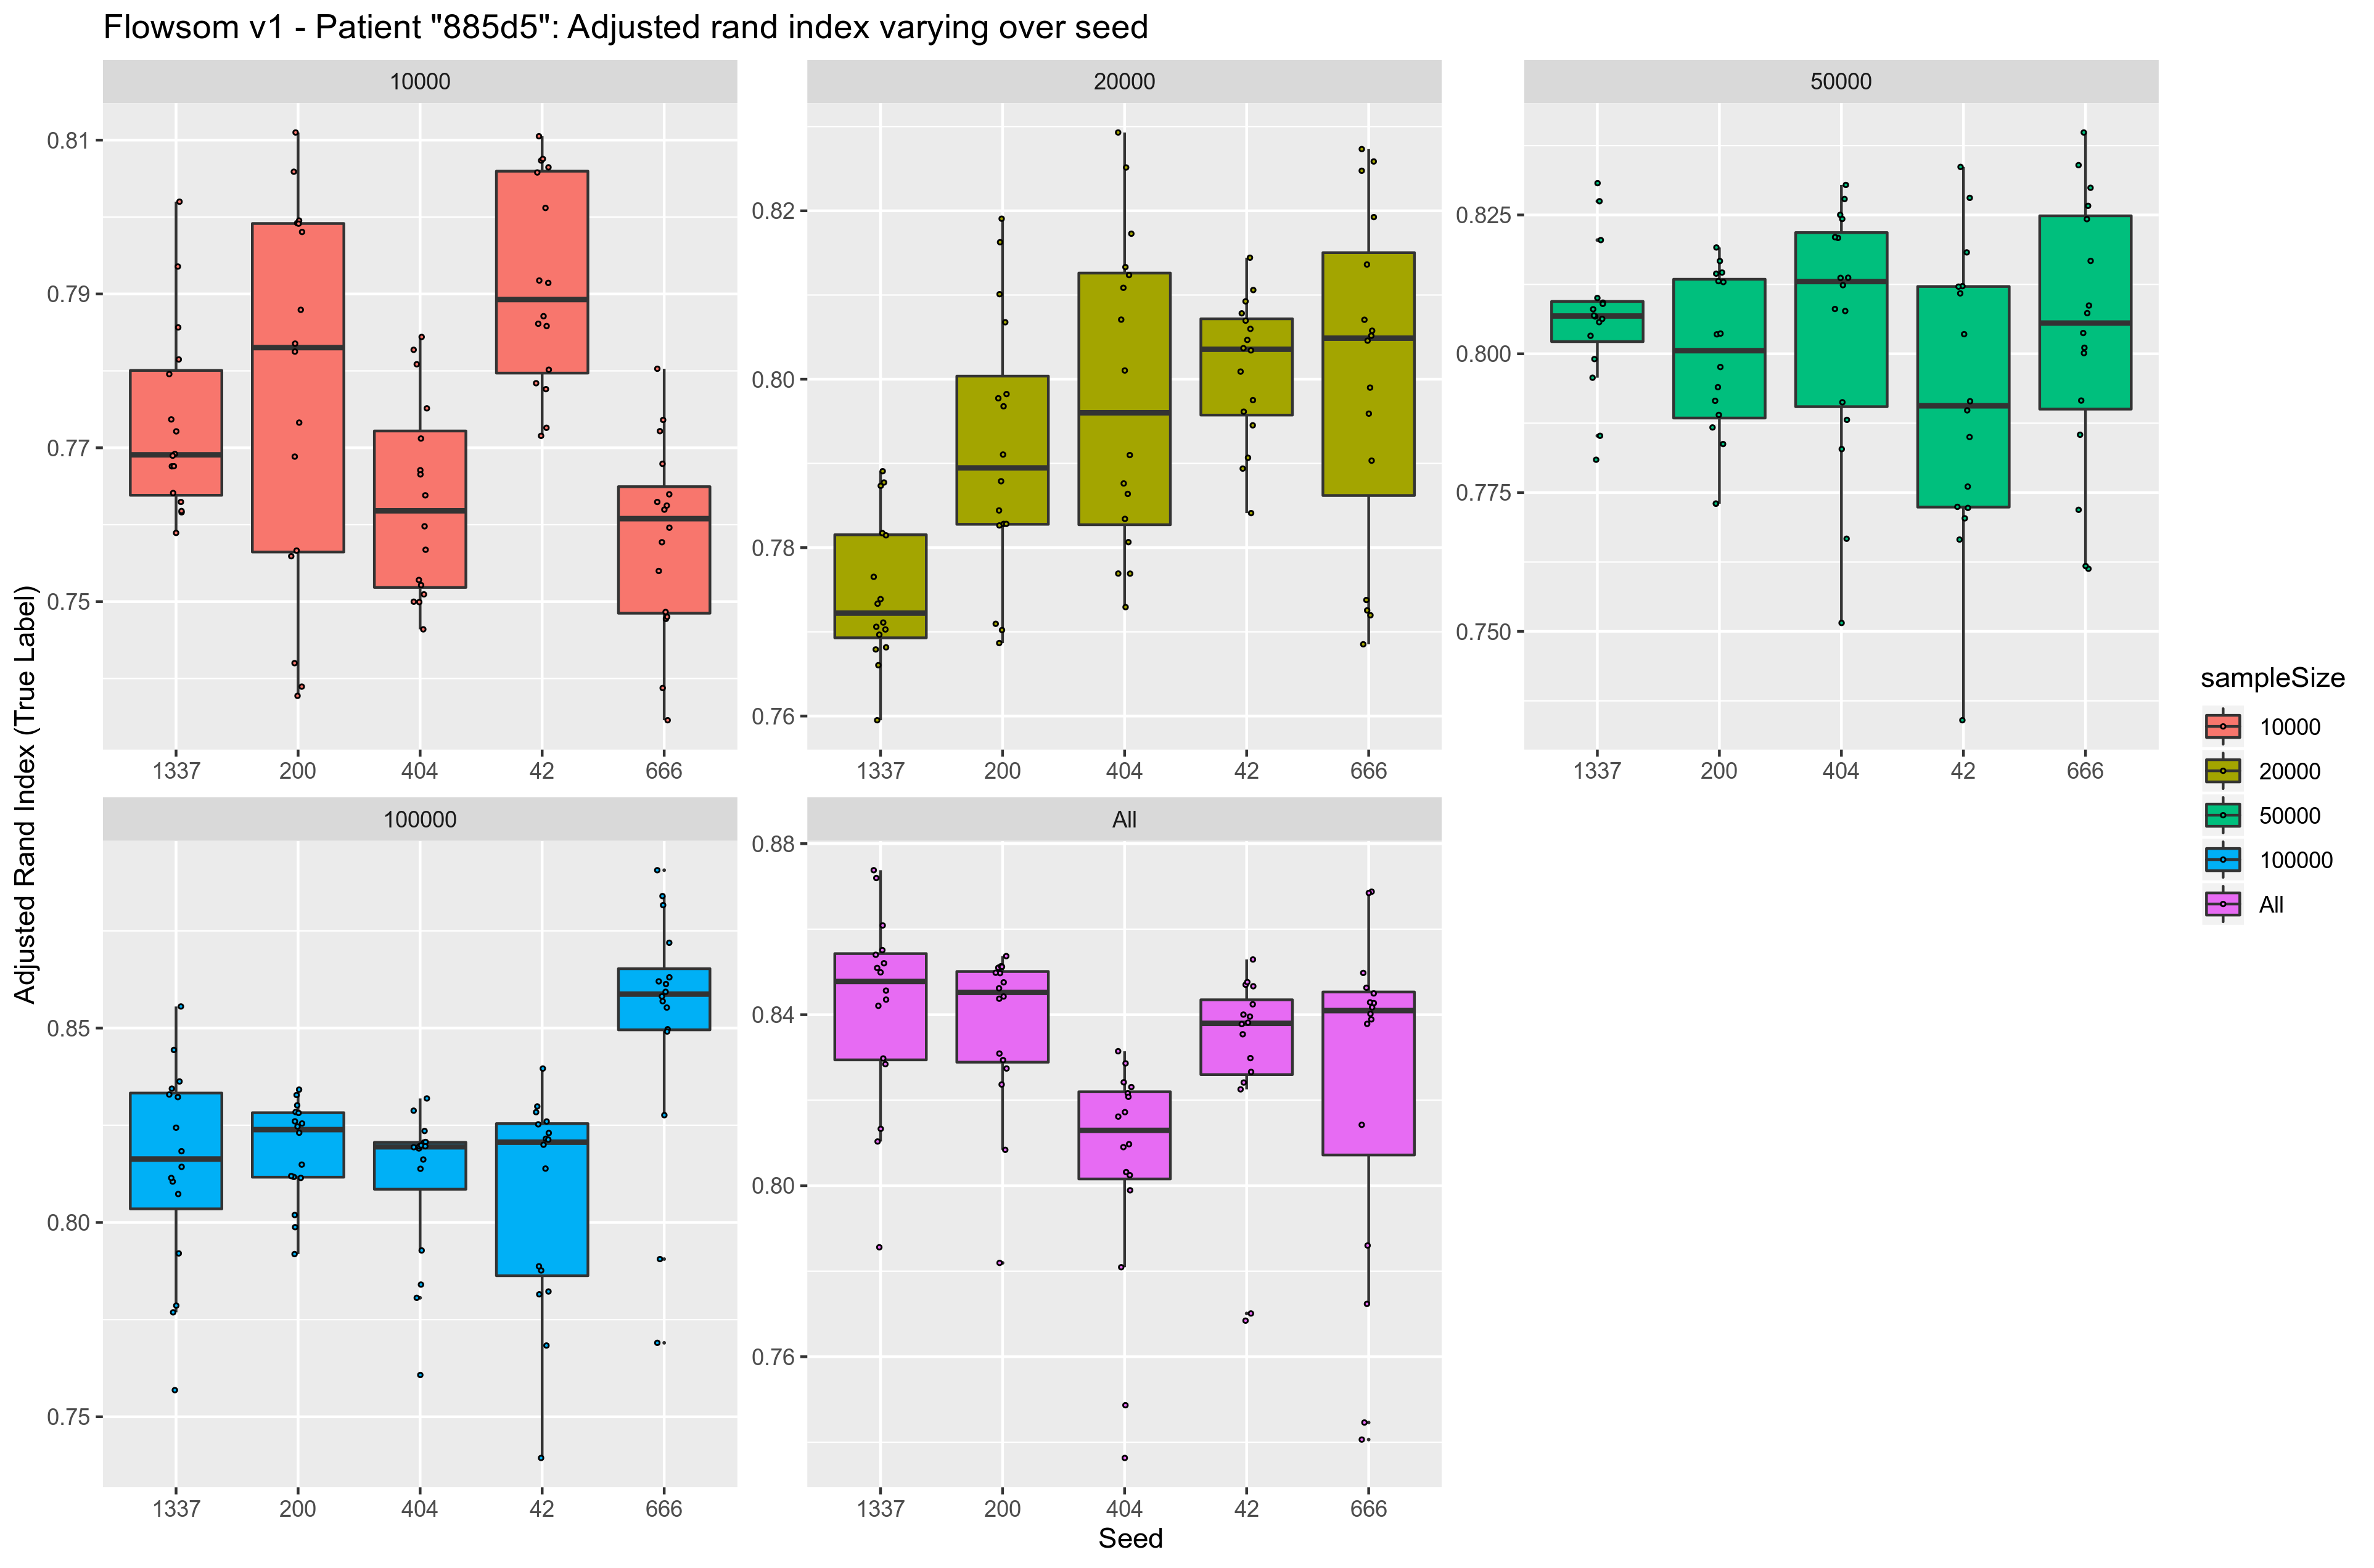 Flowsom v1 - Patient "885d5": Adjusted rand index varying over seed
10000
20000
50000
0.81
0.79
0.77
0.75
0.82
0.80
0.78
0.76
0.825
0.800
0.775
0.750
1337 200 404 42 666
1337 200 404 42 666
1337 200 404 42 666
Adjusted Rand Index (True Label)
100000
All
0.85
0.80
0.75
0.88
0.84
0.80
0.76
1337 200 404 42 666
1337 200 404 42 666
Seed
sampleSize
10000
20000
50000
100000
All